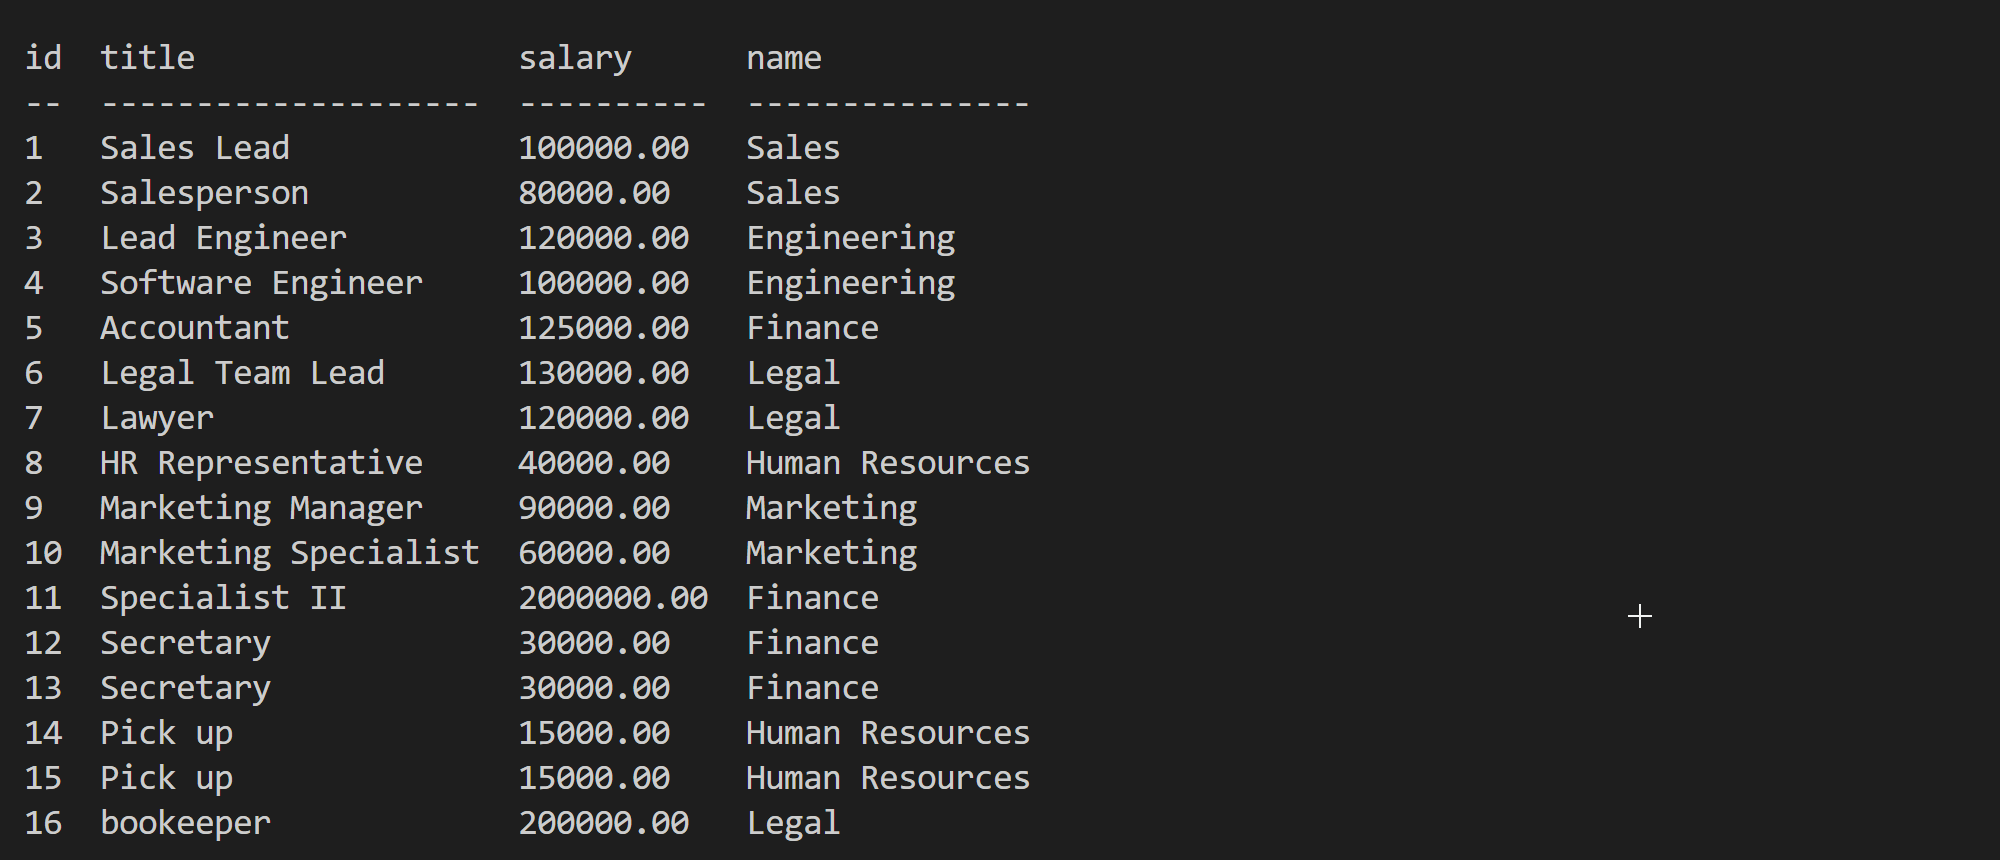 id  title                 salary      name
--  --------------------  ----------  ---------------
1   Sales Lead            100000.00   Sales
2   Salesperson           80000.00    Sales
3   Lead Engineer         120000.00   Engineering
4   Software Engineer     100000.00   Engineering
5   Accountant            125000.00   Finance
6   Legal Team Lead       130000.00   Legal
7   Lawyer                120000.00   Legal
8   HR Representative     40000.00    Human Resources
9   Marketing Manager     90000.00    Marketing
10  Marketing Specialist  60000.00    Marketing
11  Specialist II         2000000.00  Finance
12  Secretary             30000.00    Finance
13  Secretary             30000.00    Finance
14  Pick up               15000.00    Human Resources
15  Pick up               15000.00    Human Resources
16  bookeeper             200000.00   Legal